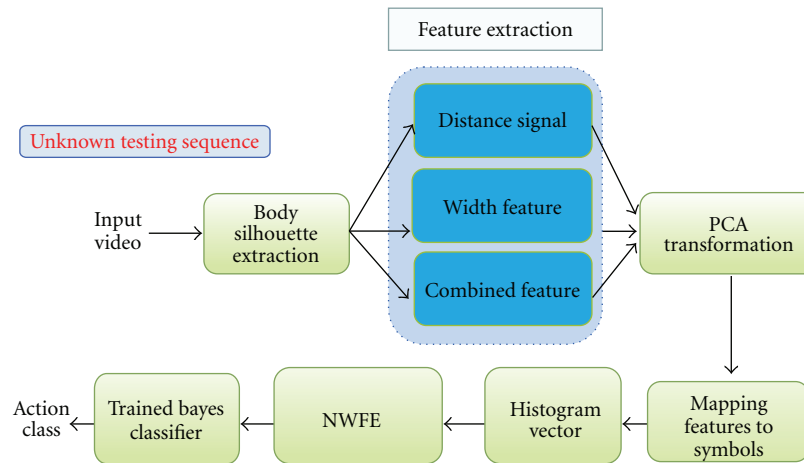 Feature extraction
Distance signal
Unknown testing sequence
Width feature
Input
video
Body
silhouette
extraction
PCA
transformation
Combined feature
Action
class
Trained bayes
classifier
NWFE
Histogram
vector
Mapping
features to
symbols